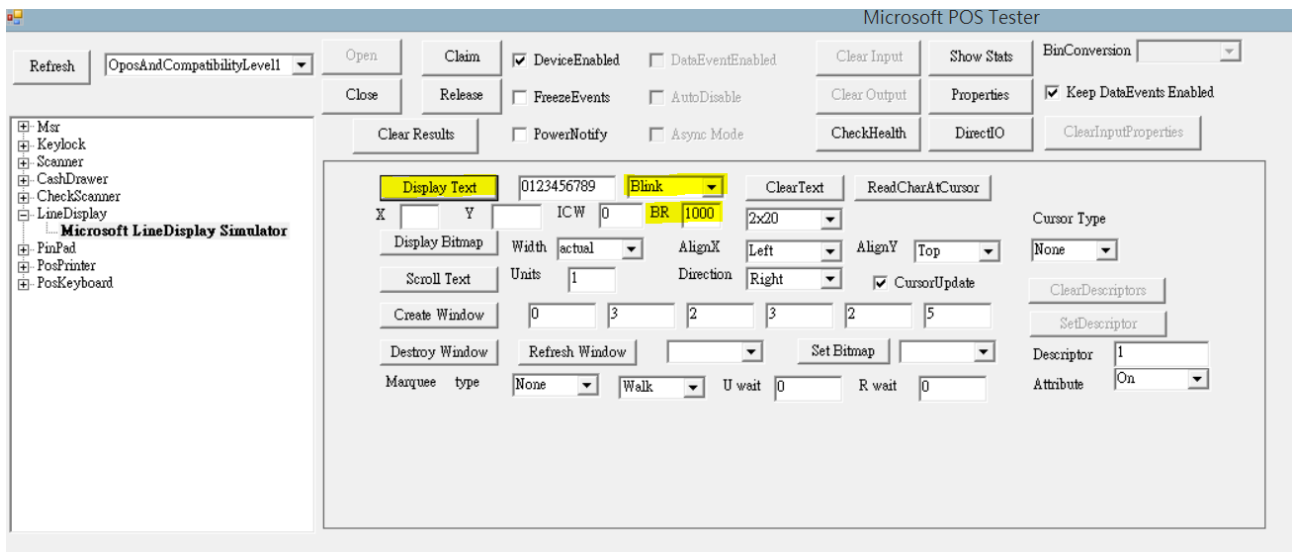 Microsoft POS Tester
Refresh OposAndCompatibilityLevel1 Open Claim DeviceEnabled DataEventEnabled Clear Input Show Stats BinConversion
Close Release FreezeEvents AutoDisable Clear Output Properties Keep DataEvents Enabled
Clear Results PowerNotify Async Mode CheckHealth DirectIO ClearInputProperties
Msr
Keylock
Scanner
CashDrawer
CheckScanner
LineDisplay
Microsoft LineDisplay Simulator
PinPad
PosPrinter
PosKeyboard
Display Text 0123456789 Blink ClearText ReadCharAtCursor
X Y ICW 0 BR 1000 2x20 Cursor Type
Display Bitmap Width actual AlignX Left AlignY Top None
Scroll Text Units 1 Direction Right CursorUpdate ClearDescriptors
Create Window 0 3 2 3 2 5 SetDescriptor
Destroy Window Refresh Window Set Bitmap Descriptor 1
Marquee type None Walk U wait 0 R wait 0 Attribute On